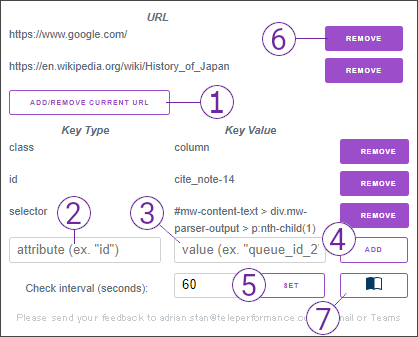 URL
https://www.google.com/ 6 REMOVE
https://en.wikipedia.org/wiki/History_of_Japan REMOVE
ADD/REMOVE CURRENT URL 1
Key Type Key Value
class column REMOVE
id cite_note-14 REMOVE
selector 2 3 #mw-content-text > div.mw- REMOVE
parser-output > p:nth-child(1)
attribute (ex. "id") value (ex. "queue_id_2" 4 ADD
Check interval (seconds): 60 5 SET
7
Please send your feedback to adrian.stan@teleperformance.co mail or Teams